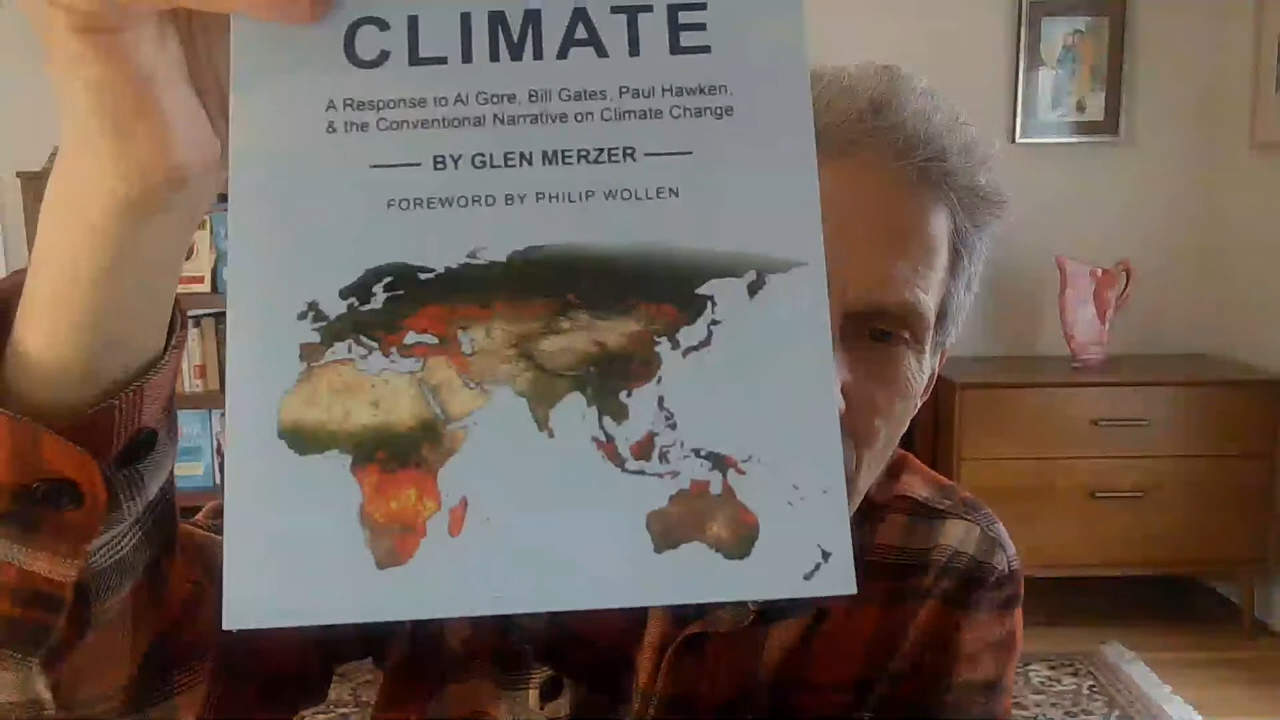 CLIMATE
A Response to Al Gore, Bill Gates, Paul Hawken,
& the Conventional Narrative on Climate Change
BY GLEN MERZER
FOREWORD BY PHILIP WOLLEN